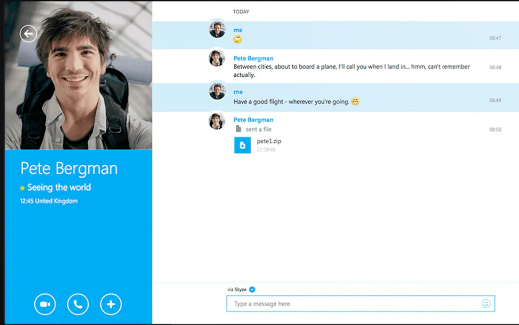 TODAY
me
00:47
Pete Bergman
Between cities, about to board a plane, I'll call you when I land in... hmm, can't remember
actually.
00:48
me
Have a good flight - wherever you're going.
00:49
Pete Bergman
sent a file
00:50
pete1.zip
Pete Bergman
Seeing the world
12:45 United Kingdom
via Skype
Type a message here